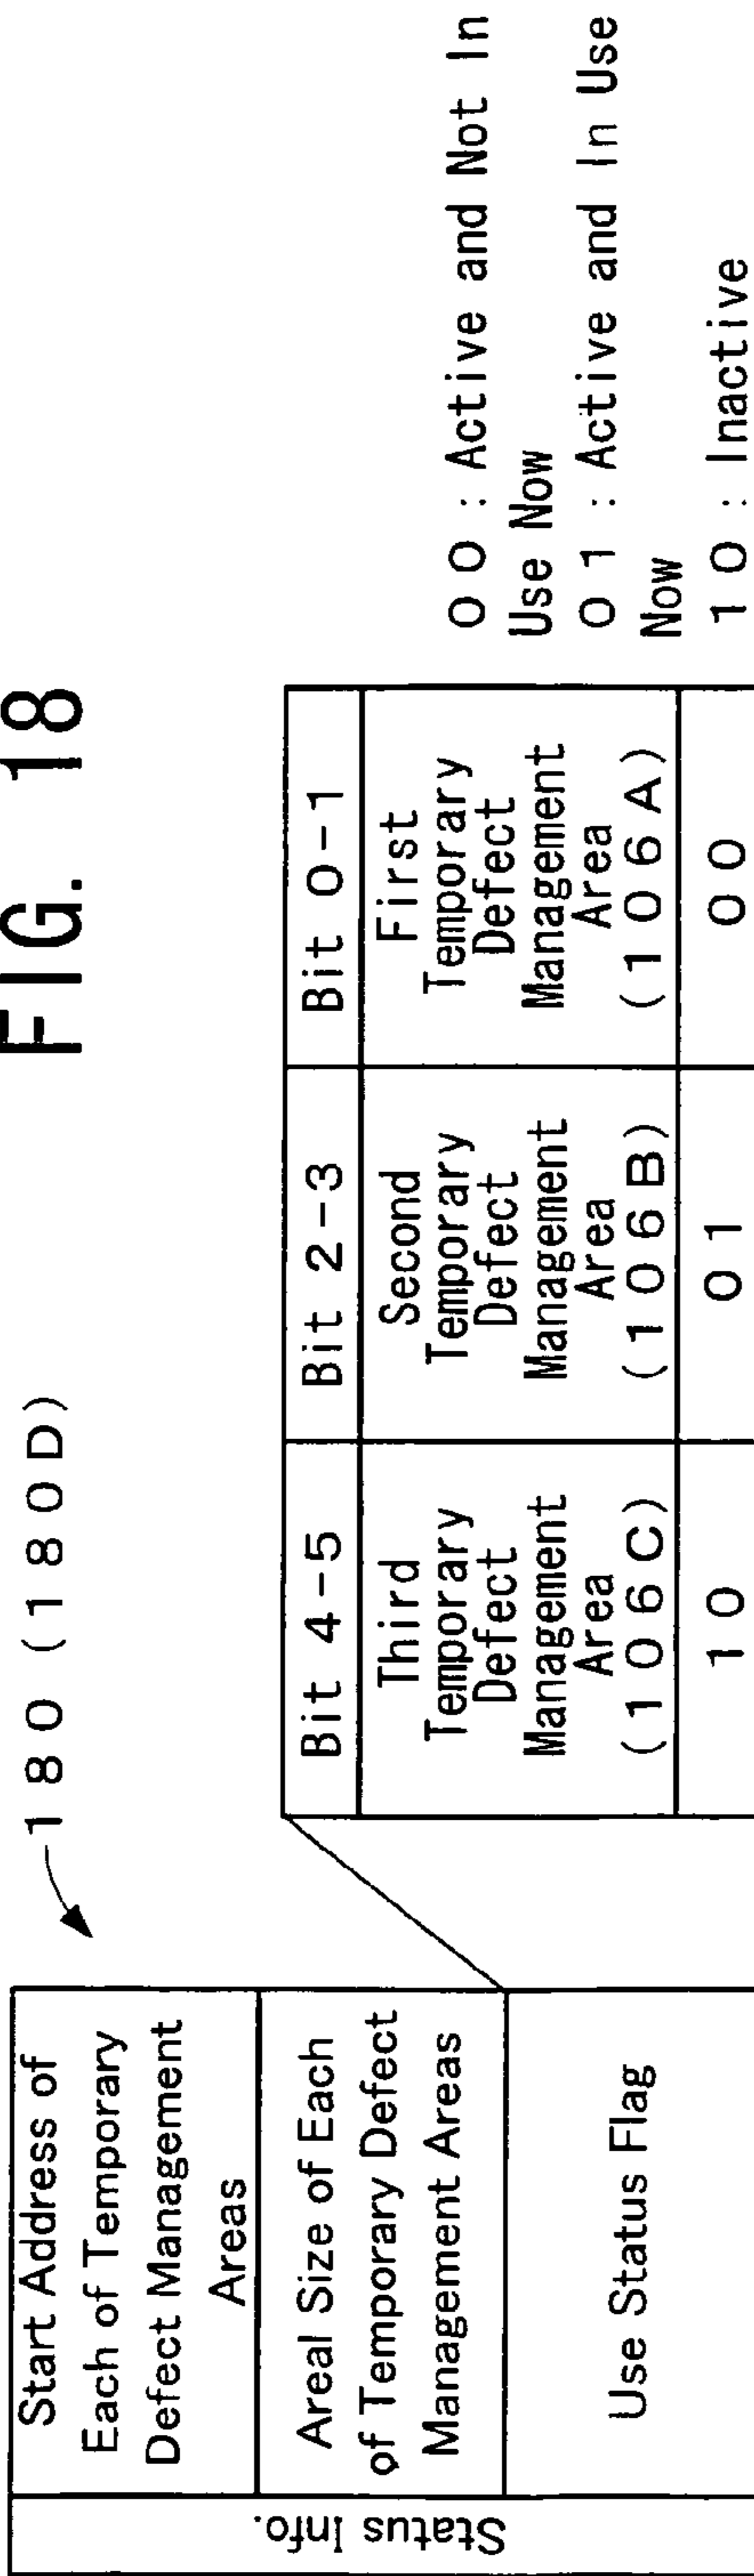 FIG. 18
180 (180D)
Status Info.
Start Address of
Each of Temporary
Defect Management
Areas
Areal Size of Each
of Temporary Defect
Management Areas
Use Status Flag
Bit 4-5
Bit 2-3
Bit 0-1
Third
Temporary
Defect
Management
Area
(106C)
Second
Temporary
Defect
Management
Area
(106B)
First
Temporary
Defect
Management
Area
(106A)
10
01
00
00 : Active and Not In
Use Now
01 : Active and In Use
Now
10 : Inactive